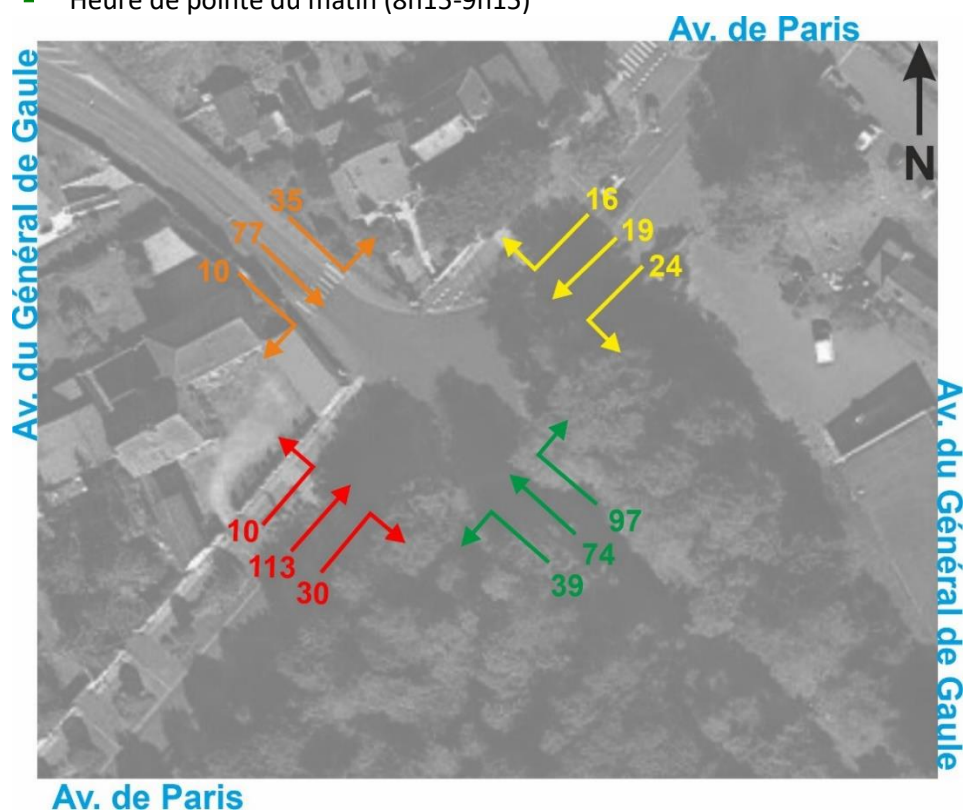 Heure de pointe du matin (8h15-9h15)
Av. de Paris
Av. du Général de Gaule
N
35
77
10
16
19
24
10
113
30
97
74
39
Av. du Général de Gaule
Av. de Paris